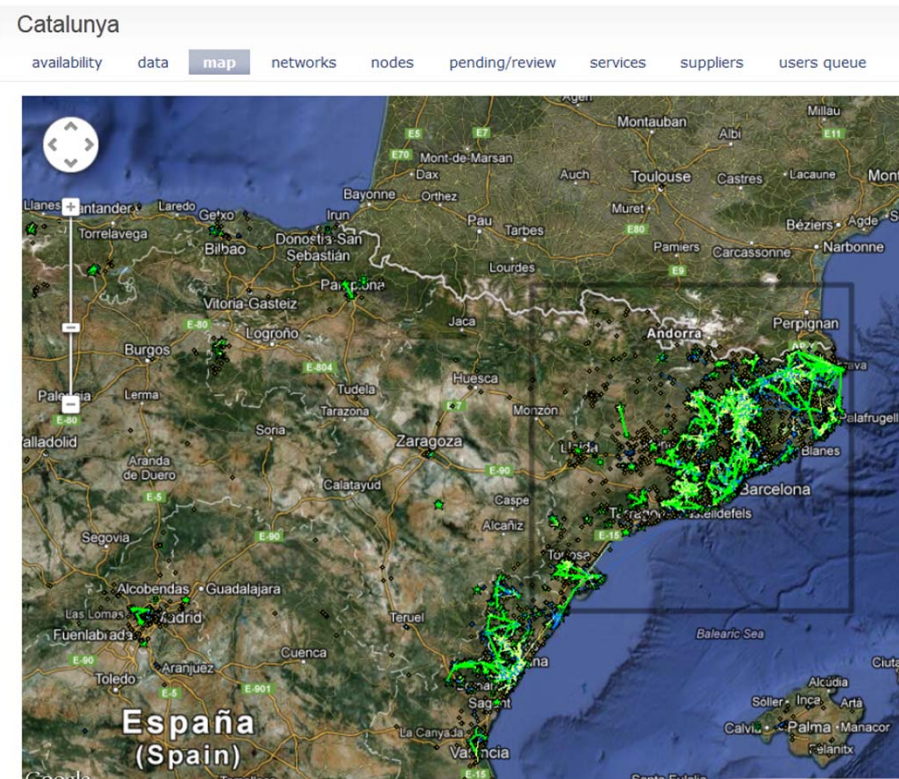 Catalunya
availability data map networks nodes pending/review services suppliers users queue
Agen
Millau
Montauban
E5 E7 Albi E11
E70 Mont-de-Marsan
Dax Auch Toulouse Castres Lacaune
Bayonne Orthez
Llanes Laredo Getxo Irun Muret
Torrelavega Pau E80 Béziers Agde
Bilbao Donostia-San Sebastián Tarbes Pamiers Carcassonne Narbonne
Lourdes E9
Vitoria-Gasteiz
E-80 Logroño Jaca Andorra Perpignan
Burgos
E-804 Huesca
Lerma Tudela
E-80 Tarazona Monzón Palafrugell
Soria Zaragoza Lleida
Blanes
Aranda de Duero E-90
E-5 Calatayud Caspe Barcelona
Segovia E-90 Alcañiz E-15
Tortosa
Alcobendas Guadalajara
Las Lomas Madrid Teruel
Fuenlabrada Balearic Sea
E-90 Cuenca
Toledo Aranjuez
E-5 E-901 Alcúdia
Sóller Inca Artà
España
(Spain)
La Canyada Calvià Palma Manacor
Felanitx
Valencia
E-15
Google